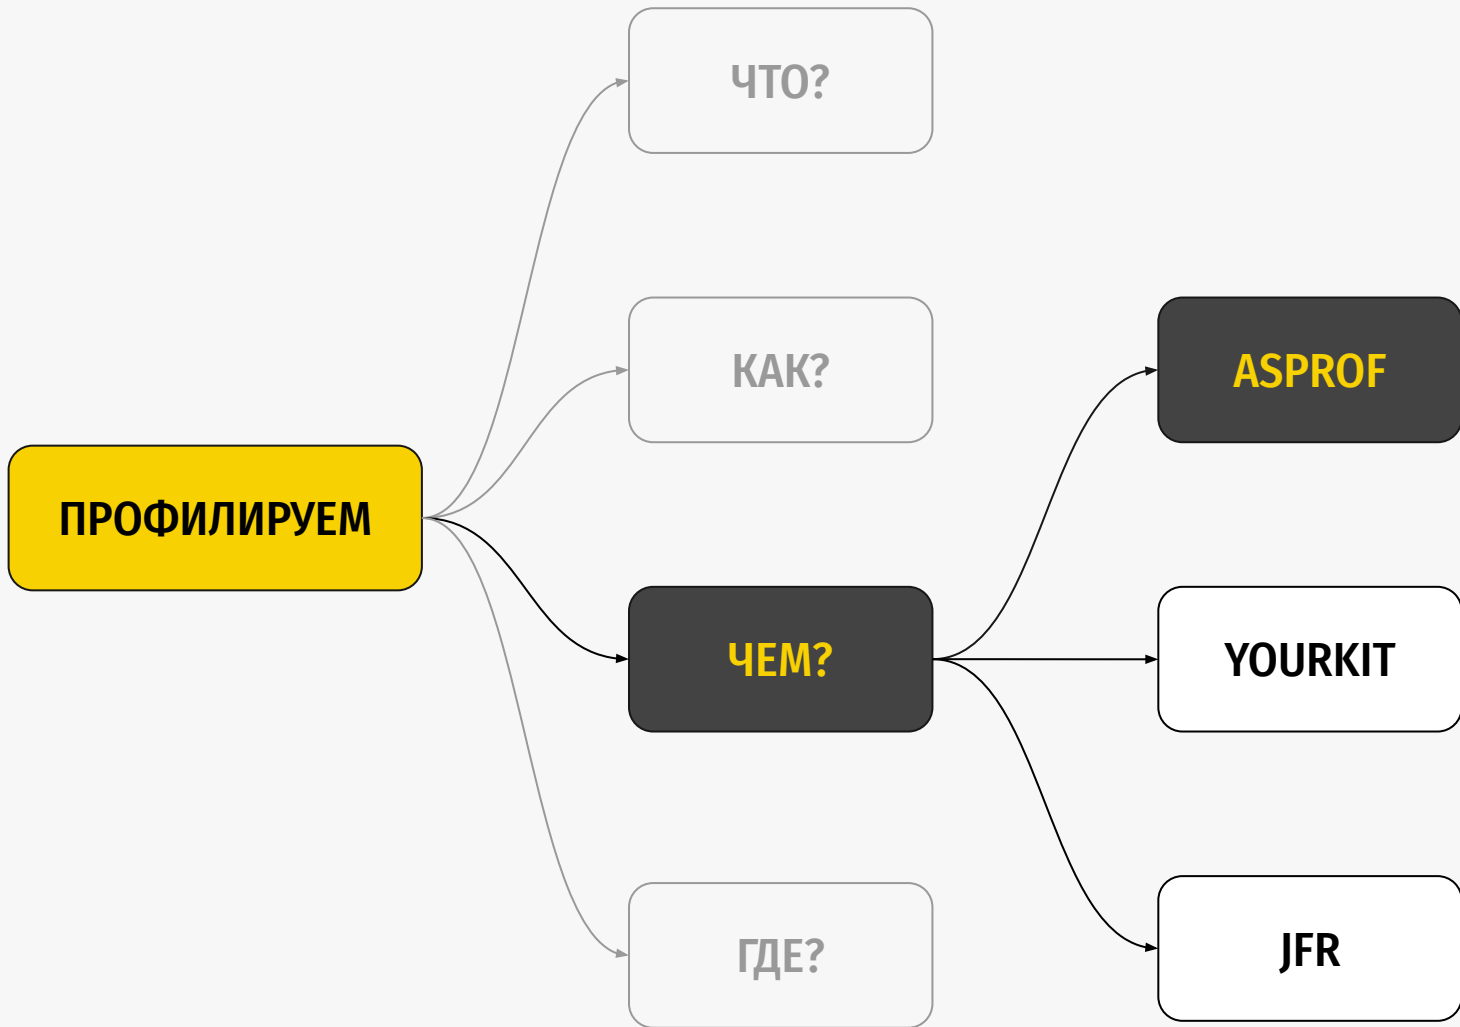 ЧТО?
КАК?
ASPROF
ПРОФИЛИРУЕМ
ЧЕМ?
YOURKIT
ГДЕ?
JFR